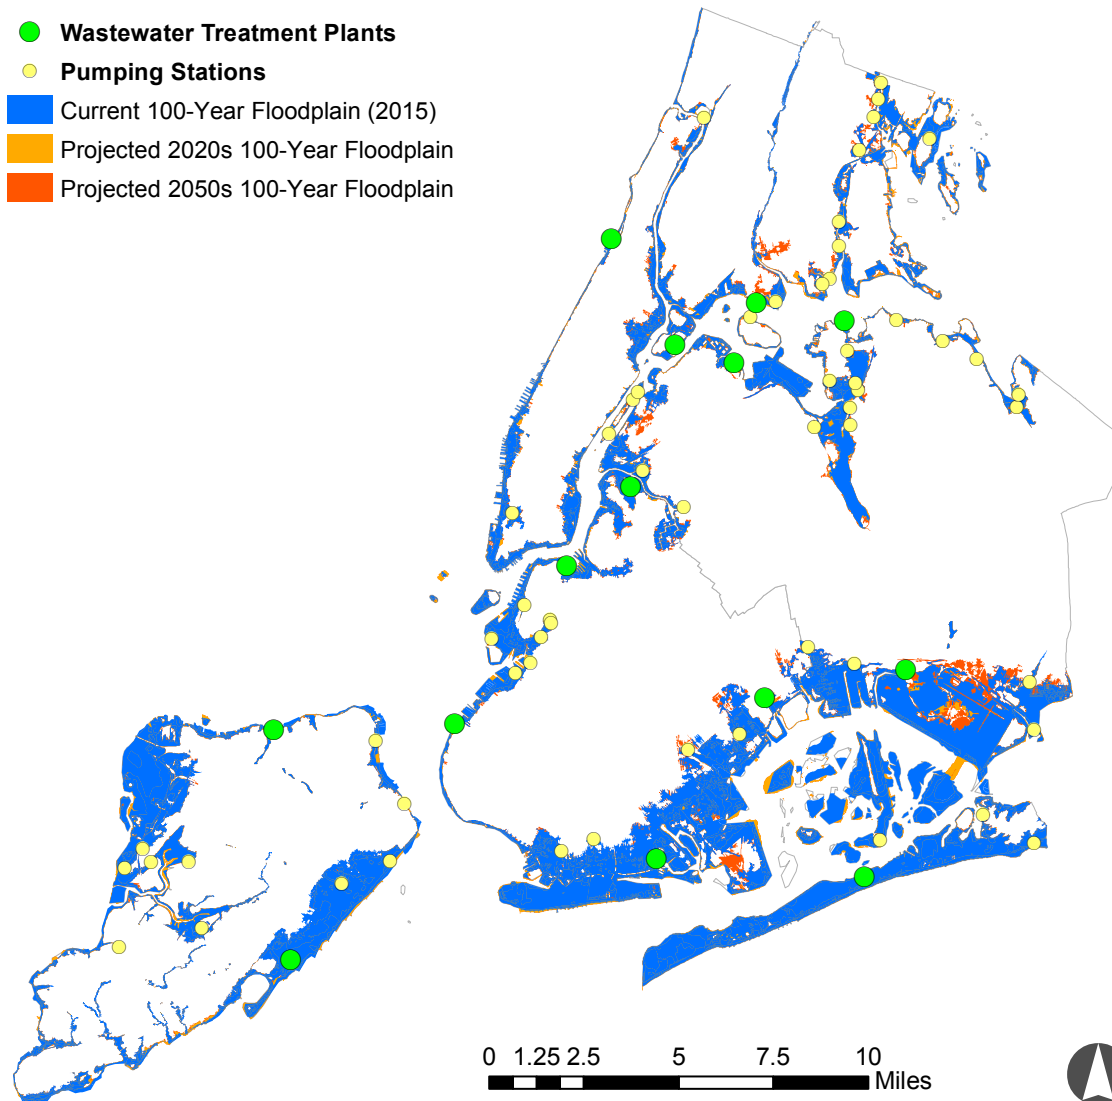 Wastewater Treatment Plants
Pumping Stations
Current 100-Year Floodplain (2015)
Projected 2020s 100-Year Floodplain
Projected 2050s 100-Year Floodplain
0 1.25 2.5 5 7.5 10
Miles